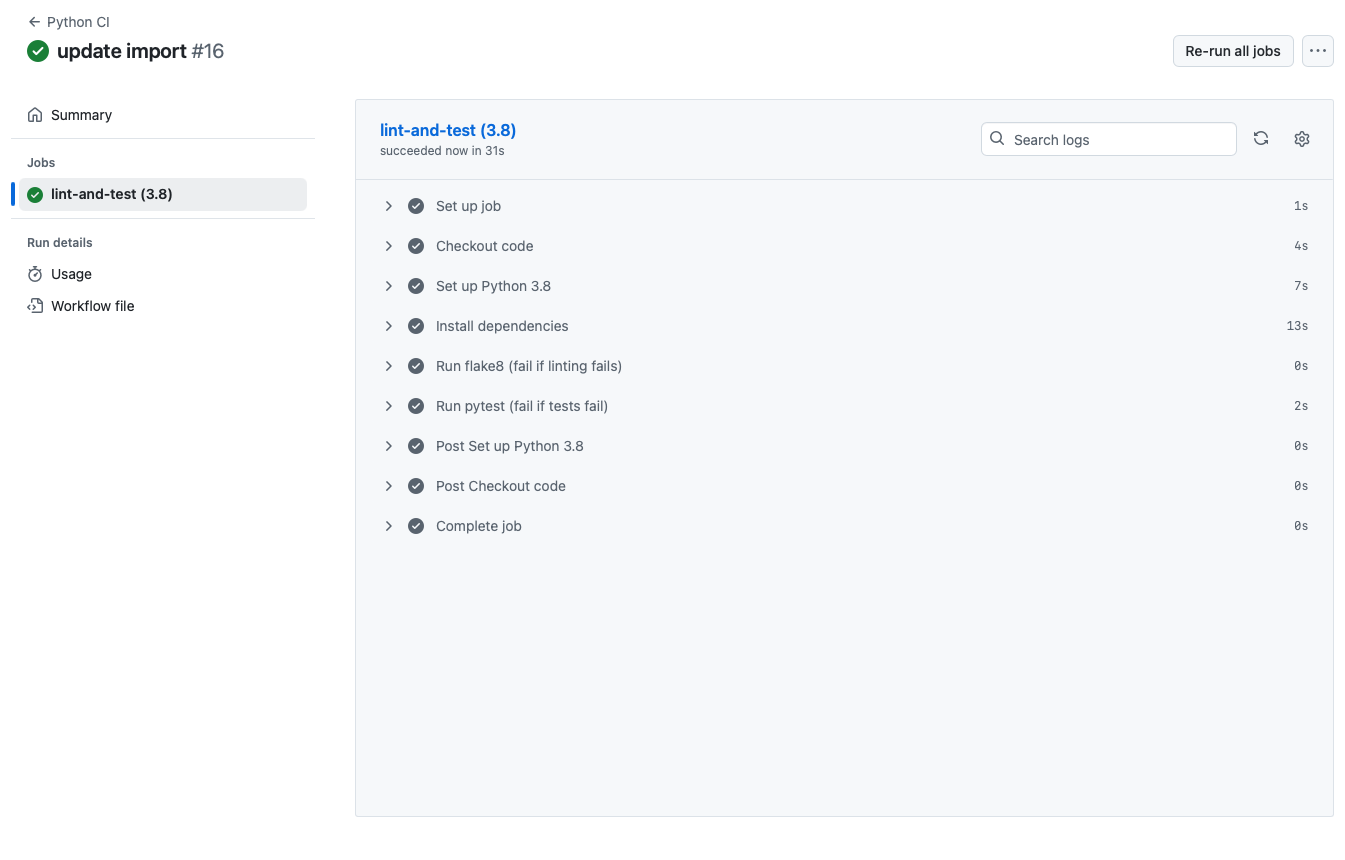 Python CI
update import #16
Re-run all jobs
Summary
Jobs
lint-and-test (3.8)
Run details
Usage
Workflow file
lint-and-test (3.8)
succeeded now in 31s
Search logs
Set up job 1s
Checkout code 4s
Set up Python 3.8 7s
Install dependencies 13s
Run flake8 (fail if linting fails) 0s
Run pytest (fail if tests fail) 2s
Post Set up Python 3.8 0s
Post Checkout code 0s
Complete job 0s